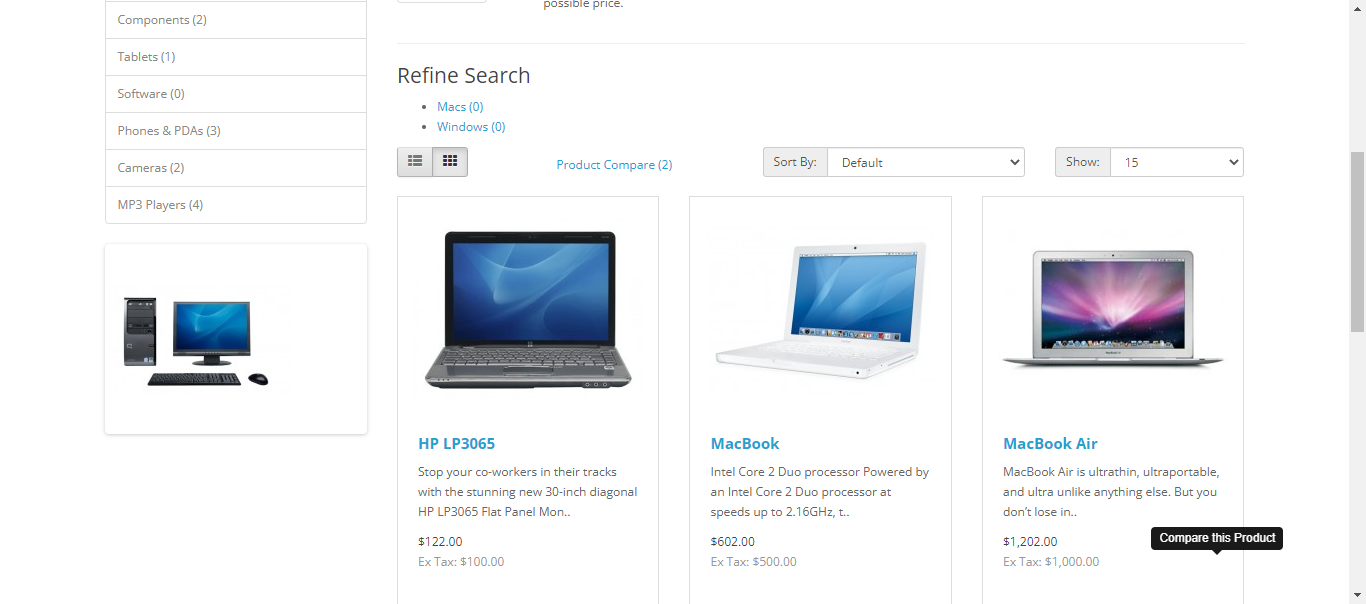 possible price.
Components (2)
Tablets (1)
Software (0)
Phones & PDAs (3)
Cameras (2)
MP3 Players (4)
Refine Search
Macs (0)
Windows (0)
Product Compare (2)
Sort By:
Default
Show:
15
HP LP3065
Stop your co-workers in their tracks
with the stunning new 30-inch diagonal
HP LP3065 Flat Panel Mon..
$122.00
Ex Tax: $100.00
MacBook
Intel Core 2 Duo processor Powered by
an Intel Core 2 Duo processor at
speeds up to 2.16GHz, t..
$602.00
Ex Tax: $500.00
MacBook Air
MacBook Air is ultrathin, ultraportable,
and ultra unlike anything else. But you
don’t lose in..
$1,202.00
Ex Tax: $1,000.00
Compare this Product